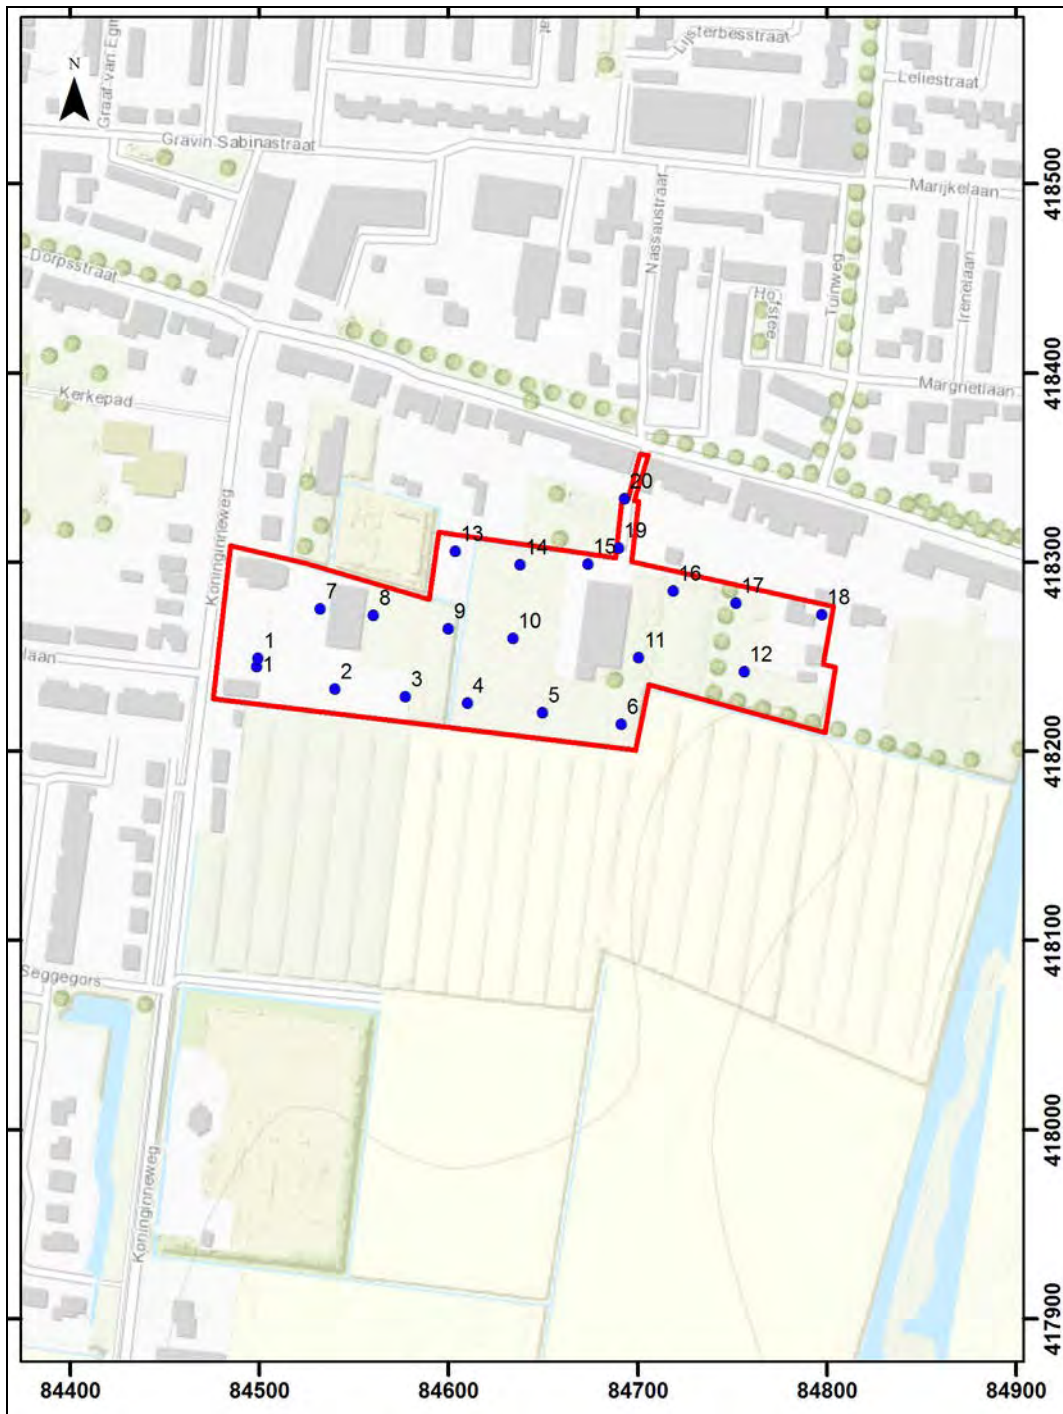 Graaf van Egm
at
Lijsterbesstraat
Leliestraat
N
Gravin Sabinastraat
Marijkelaan
418500
Nassaustraat
Dorpsstraat
Tuinweg
Irenelaan
Hofstee
Margrietlaan
418400
Kerkepad
Koninginneweg
20
19
13
14
15
418300
16
17
18
7
8
9
10
11
12
1
1
laan
2
3
4
5
6
418200
418100
Seggegors
418000
Koninginneweg
417900
84400 84500 84600 84700 84800 84900